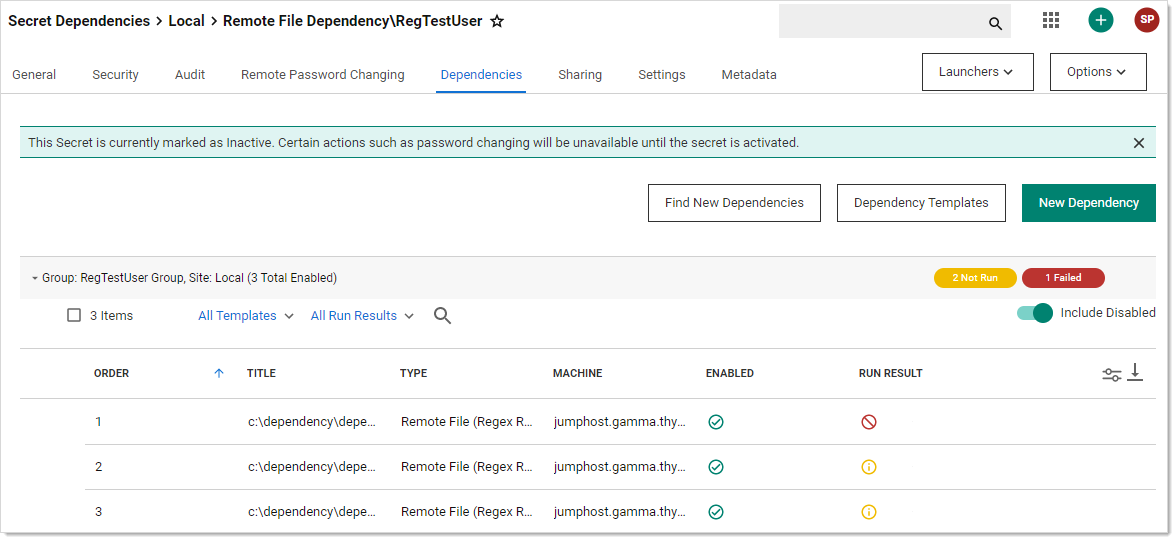 Secret Dependencies > Local > Remote File Dependency\RegTestUser
SP
General Security Audit Remote Password Changing Dependencies Sharing Settings Metadata Launchers Options
This Secret is currently marked as Inactive. Certain actions such as password changing will be unavailable until the secret is activated.
Find New Dependencies Dependency Templates New Dependency
Group: RegTestUser Group, Site: Local (3 Total Enabled) 2 Not Run 1 Failed
3 Items All Templates All Run Results Include Disabled
ORDER TITLE TYPE MACHINE ENABLED RUN RESULT
1 c:\dependency\depe... Remote File (Regex R... jumphost.gamma.thy...
2 c:\dependency\depe... Remote File (Regex R... jumphost.gamma.thy...
3 c:\dependency\depe... Remote File (Regex R... jumphost.gamma.thy...